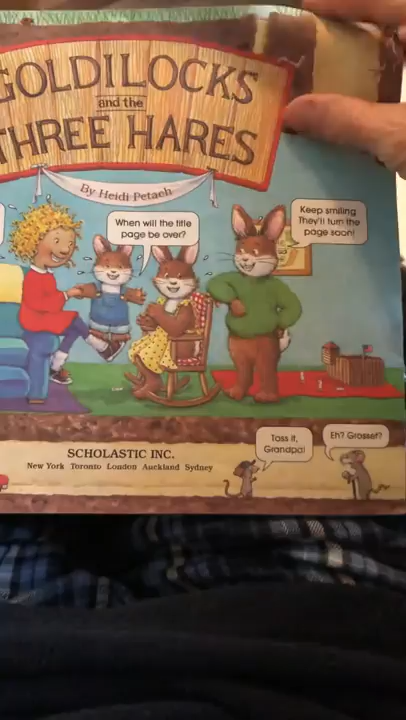 GOLDILOCKS
and the
THREE HARES
By Heidi Petach
When will the title
page be over?
Keep smiling
They'll turn the
page soon!
SCHOLASTIC INC.
New York Toronto London Auckland Sydney
Toss it,
Grandpa!
Eh? Grosset?